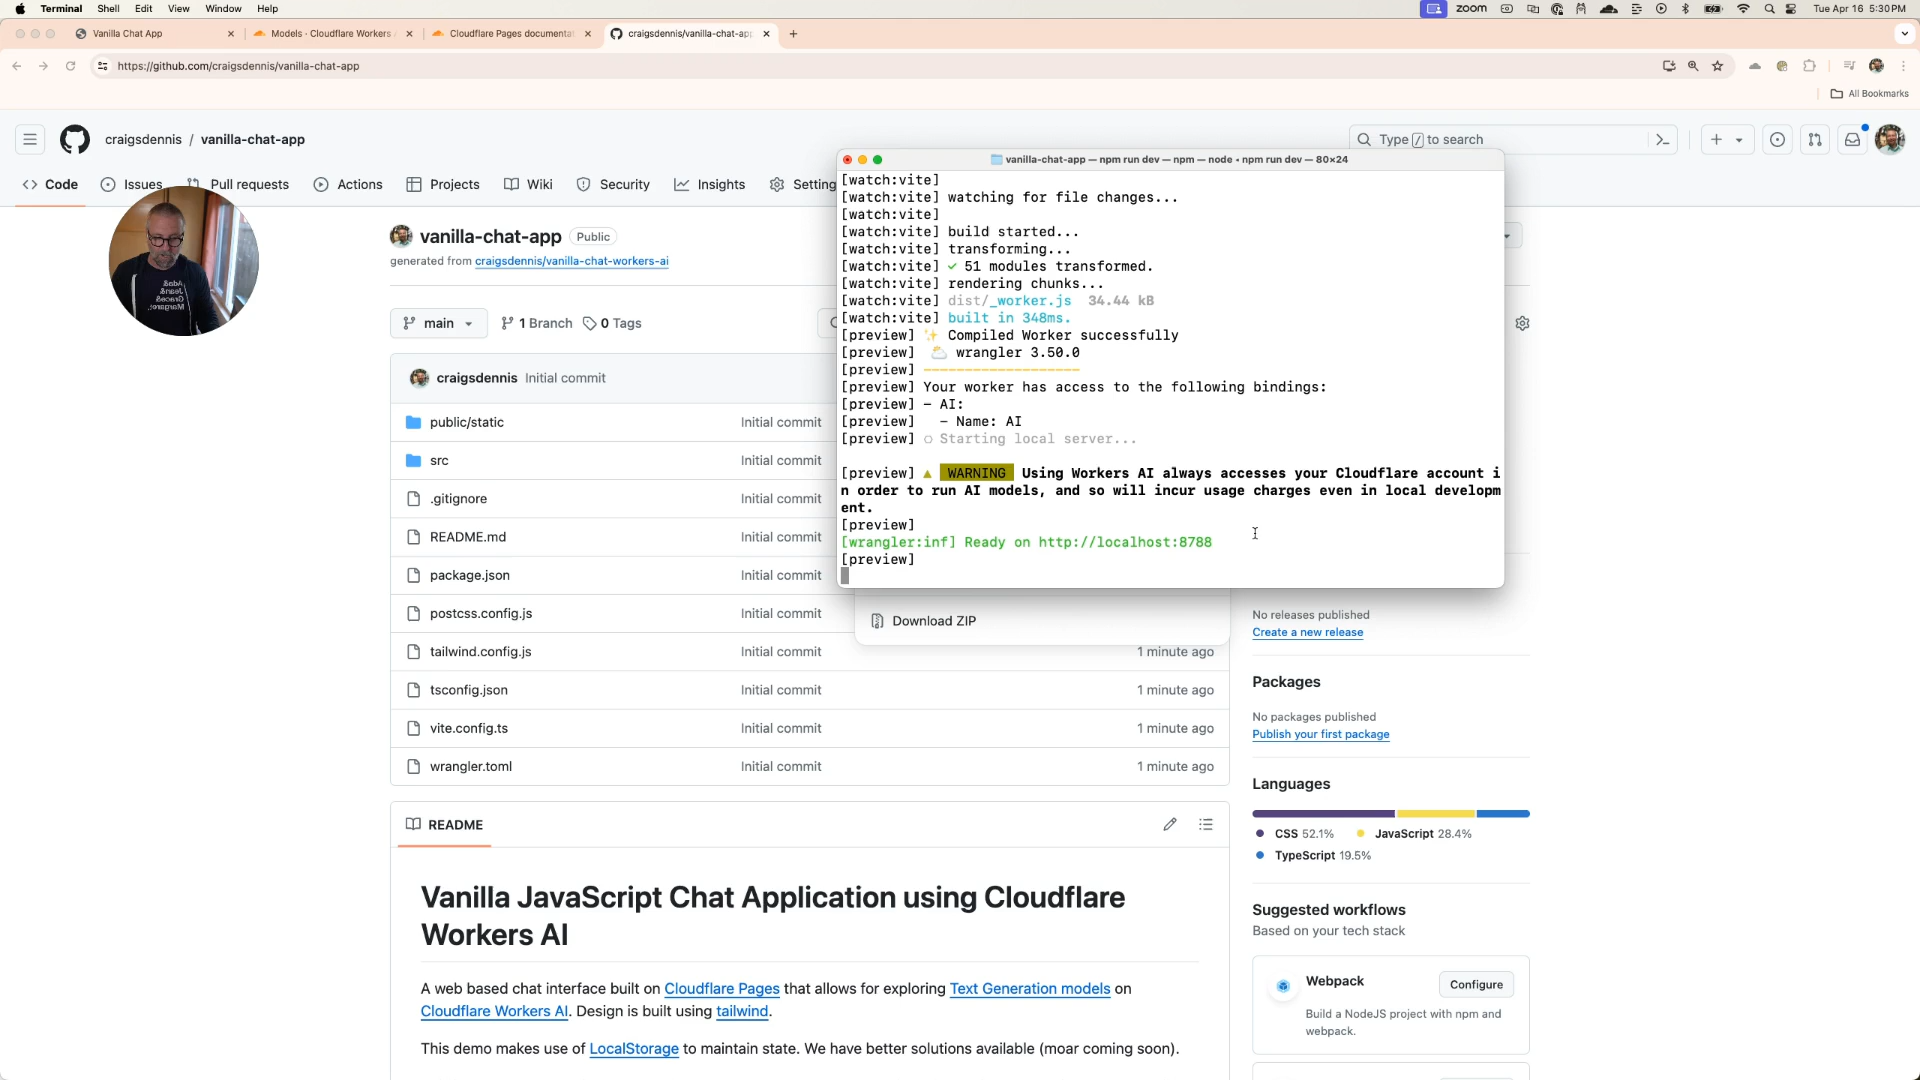 Terminal Shell Edit View Window Help
zoom
Tue Apr 16 5:30 PM
Vanilla Chat App
Models · Cloudflare Workers
Cloudflare Pages documenta
craigsdennis/vanilla-chat-app
https://github.com/craigsdennis/vanilla-chat-app
All Bookmarks
craigsdennis / vanilla-chat-app
Type / to search
Code
Issues
Pull requests
Actions
Projects
Wiki
Security
Insights
Setting
vanilla-chat-app Public
generated from craigsdennis/vanilla-chat-workers-ai
main
1 Branch
0 Tags
craigsdennis Initial commit
public/static Initial commit
src Initial commit
.gitignore Initial commit
README.md Initial commit
package.json Initial commit
postcss.config.js Initial commit
tailwind.config.js Initial commit 1 minute ago
tsconfig.json Initial commit 1 minute ago
vite.config.ts Initial commit 1 minute ago
wrangler.toml Initial commit 1 minute ago
vanilla-chat-app — npm run dev — npm — node • npm run dev — 80×24
[watch:vite]
[watch:vite] watching for file changes...
[watch:vite]
[watch:vite] build started...
[watch:vite] transforming...
[watch:vite] ✓ 51 modules transformed.
[watch:vite] rendering chunks...
[watch:vite] dist/_worker.js 34.44 kB
[watch:vite] built in 348ms.
[preview] ✨ Compiled Worker successfully
[preview] ⛅️ wrangler 3.50.0
[preview] -------------------
[preview] Your worker has access to the following bindings:
[preview] - AI:
[preview]   - Name: AI
[preview] ⎔ Starting local server...
[preview] ▲ WARNING Using Workers AI always accesses your Cloudflare account i
n order to run AI models, and so will incur usage charges even in local developm
ent.
[preview]
[wrangler:inf] Ready on http://localhost:8788
[preview]
Download ZIP
No releases published
Create a new release
Packages
No packages published
Publish your first package
Languages
CSS 52.1% JavaScript 28.4%
TypeScript 19.5%
Suggested workflows
Based on your tech stack
Webpack
Configure
Build a NodeJS project with npm and
webpack.
README
Vanilla JavaScript Chat Application using Cloudflare
Workers AI
A web based chat interface built on Cloudflare Pages that allows for exploring Text Generation models on
Cloudflare Workers AI. Design is built using tailwind.
This demo makes use of LocalStorage to maintain state. We have better solutions available (moar coming soon).